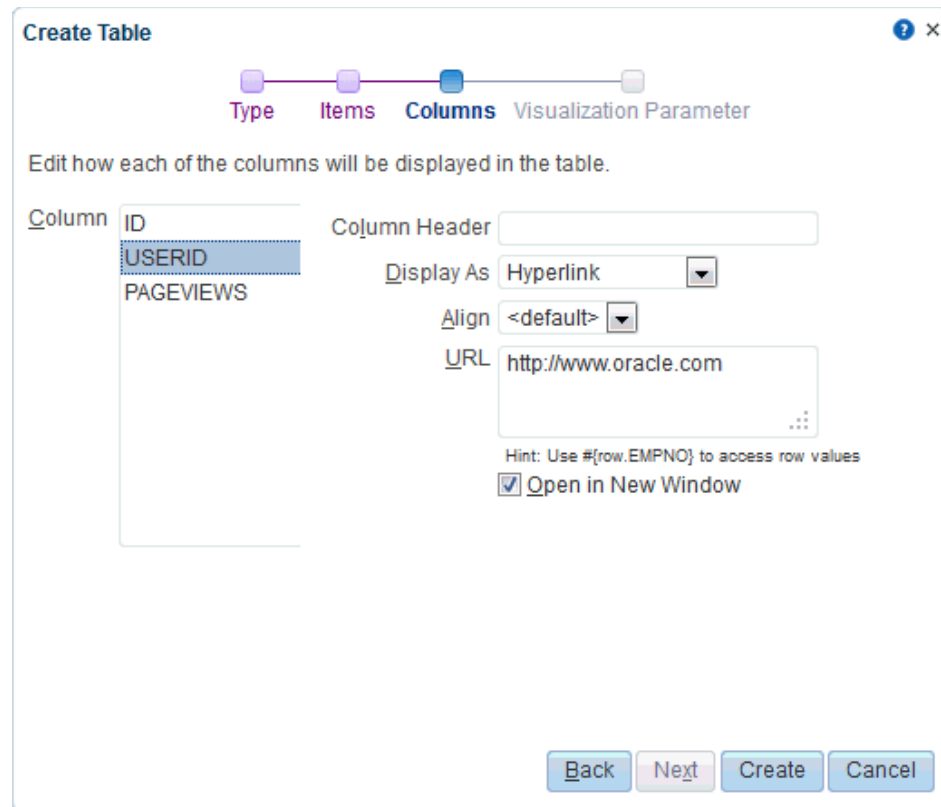 Create Table
Type Items Columns Visualization Parameter
Edit how each of the columns will be displayed in the table.
Column
ID
USERID
PAGEVIEWS
Column Header
Display As Hyperlink
Align <default>
URL http://www.oracle.com
Hint: Use #{row.EMPNO} to access row values
Open in New Window
Back Next Create Cancel